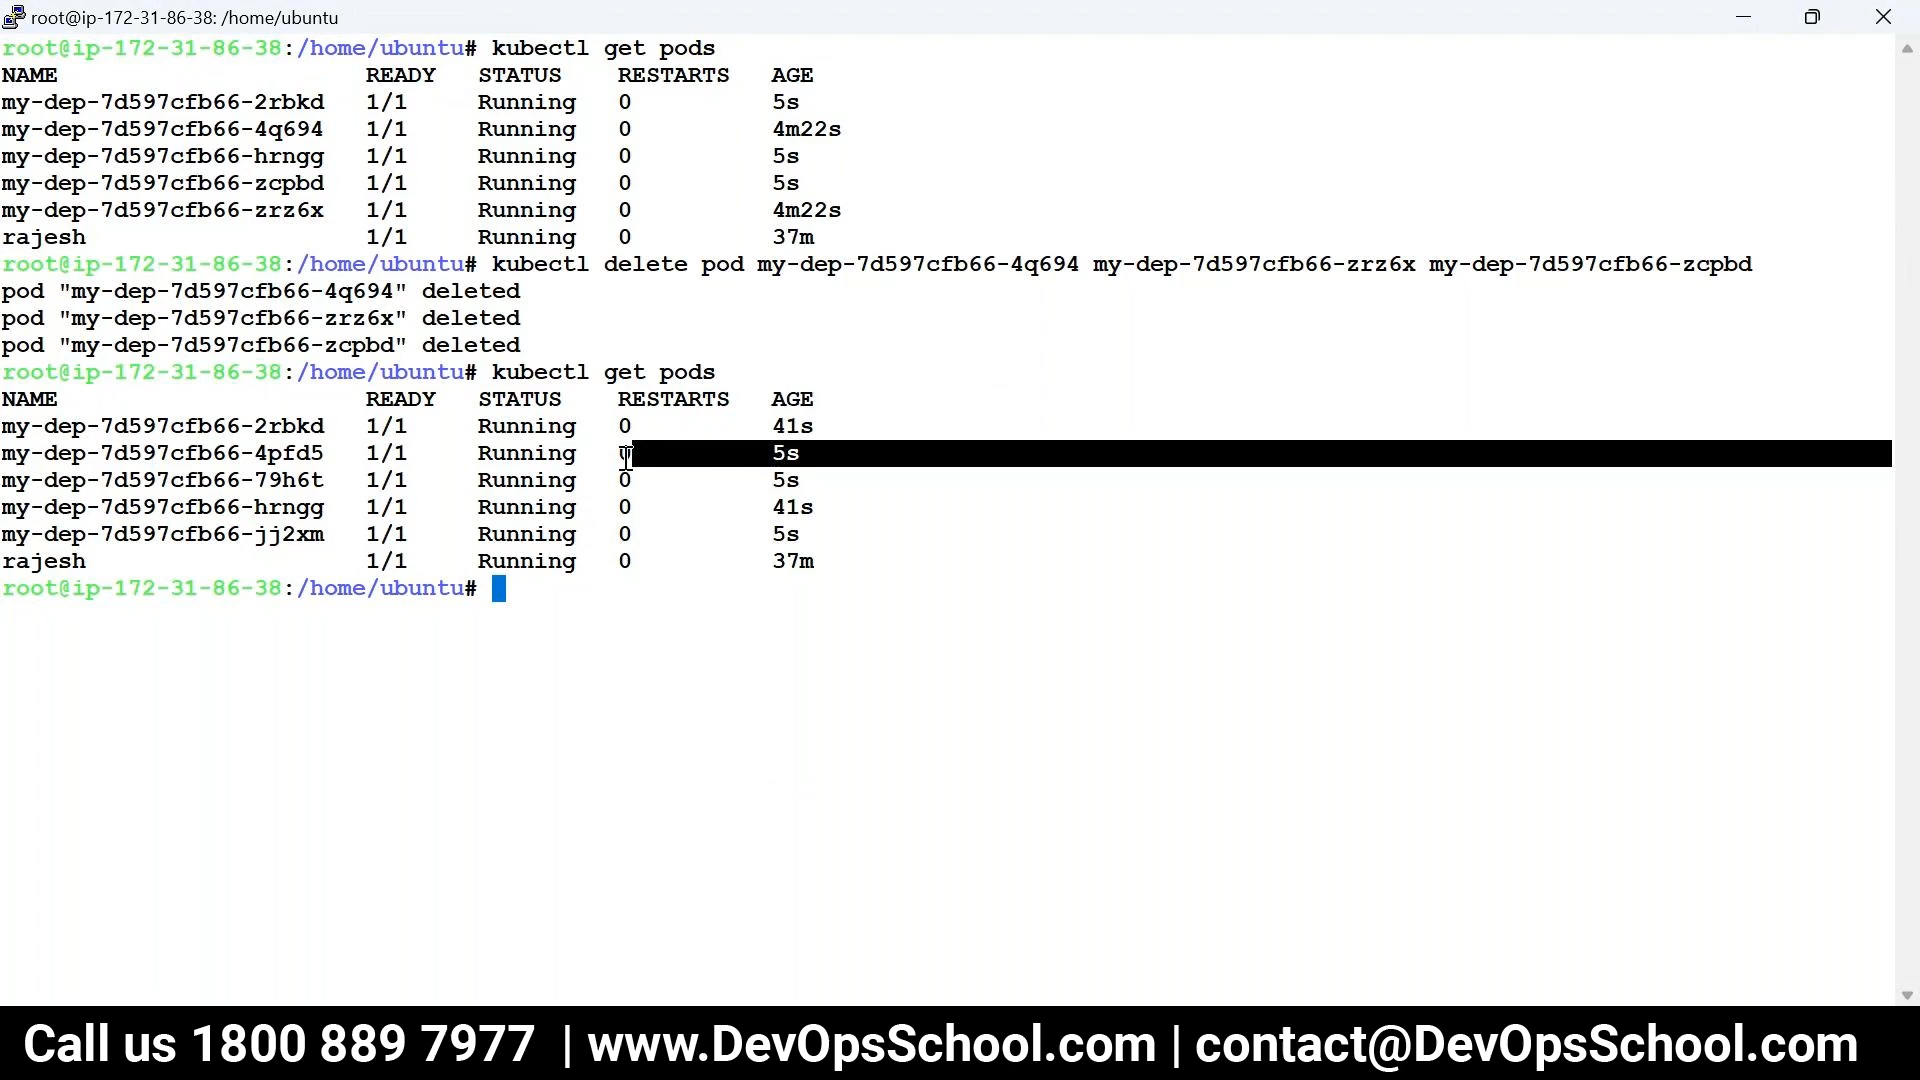 root@ip-172-31-86-38: /home/ubuntu
root@ip-172-31-86-38:/home/ubuntu# kubectl get pods
NAME READY STATUS RESTARTS AGE
my-dep-7d597cfb66-2rbkd 1/1 Running 0 5s
my-dep-7d597cfb66-4q694 1/1 Running 0 4m22s
my-dep-7d597cfb66-hrngg 1/1 Running 0 5s
my-dep-7d597cfb66-zcpbd 1/1 Running 0 5s
my-dep-7d597cfb66-zrz6x 1/1 Running 0 4m22s
rajesh 1/1 Running 0 37m
root@ip-172-31-86-38:/home/ubuntu# kubectl delete pod my-dep-7d597cfb66-4q694 my-dep-7d597cfb66-zrz6x my-dep-7d597cfb66-zcpbd
pod "my-dep-7d597cfb66-4q694" deleted
pod "my-dep-7d597cfb66-zrz6x" deleted
pod "my-dep-7d597cfb66-zcpbd" deleted
root@ip-172-31-86-38:/home/ubuntu# kubectl get pods
NAME READY STATUS RESTARTS AGE
my-dep-7d597cfb66-2rbkd 1/1 Running 0 41s
my-dep-7d597cfb66-4pfd5 1/1 Running 0 5s
my-dep-7d597cfb66-79h6t 1/1 Running 0 5s
my-dep-7d597cfb66-hrngg 1/1 Running 0 41s
my-dep-7d597cfb66-jj2xm 1/1 Running 0 5s
rajesh 1/1 Running 0 37m
root@ip-172-31-86-38:/home/ubuntu#
Call us 1800 889 7977 | www.DevOpsSchool.com | contact@DevOpsSchool.com